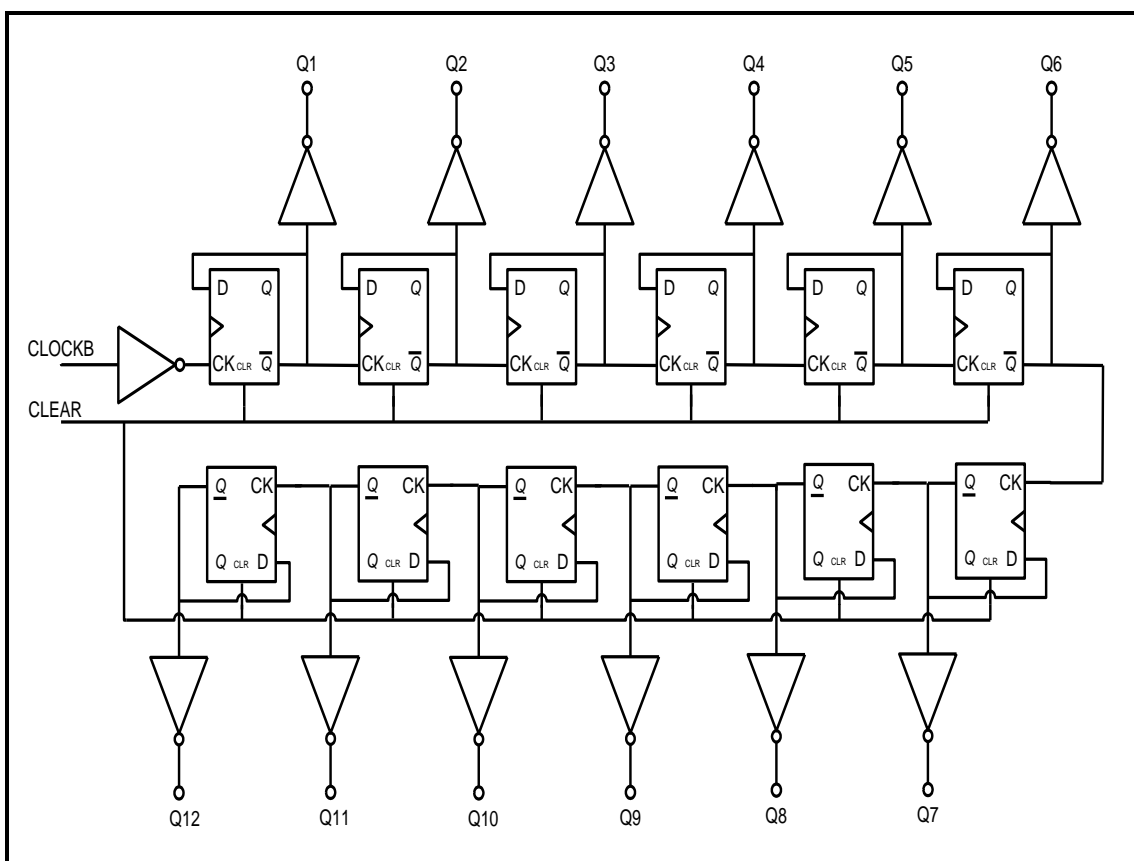 Q1 Q2 Q3 Q4 Q5 Q6
D Q D Q D Q D Q D Q D Q
CLOCKB
CK CLR Q CK CLR Q CK CLR Q CK CLR Q CK CLR Q CK CLR Q
CLEAR
Q CK Q CK Q CK Q CK Q CK Q CK
Q CLR D Q CLR D Q CLR D Q CLR D Q CLR D Q CLR D
Q12 Q11 Q10 Q9 Q8 Q7